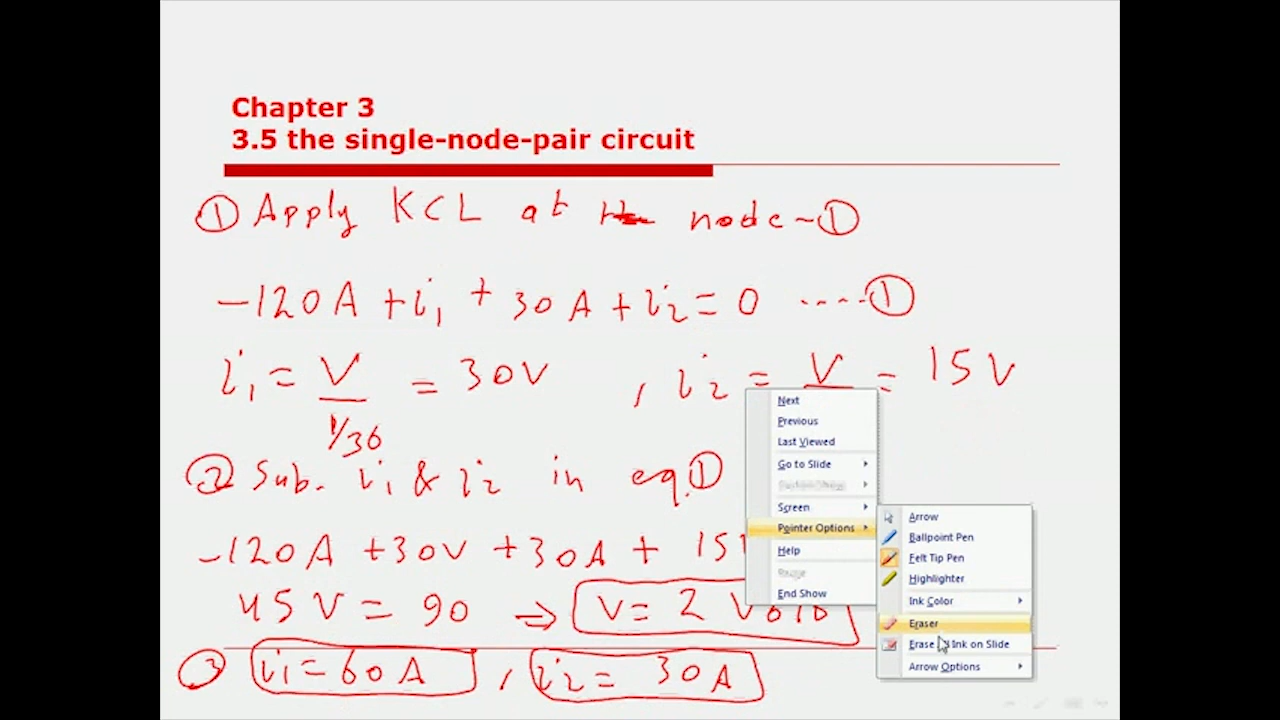 Chapter 3
3.5 the single-node-pair circuit
① Apply KCL at node-①
-120A + i₁ + 30A + i₂ = 0 ----- ①
i₁ = V / 1/30 = 30V , i₂ = V = 15V
② Sub. i₁ & i₂ in eq. ①
-120A + 30V + 30A + 15V
45V = 90 ⇒ V = 2 Volt
③ i₁ = 60A , i₂ = 30A
Next
Previous
Last Viewed
Go to Slide
Screen
Pointer Options
Help
Pause
End Show
Arrow
Ballpoint Pen
Felt Tip Pen
Highlighter
Ink Color
Eraser
Erase All Ink on Slide
Arrow Options